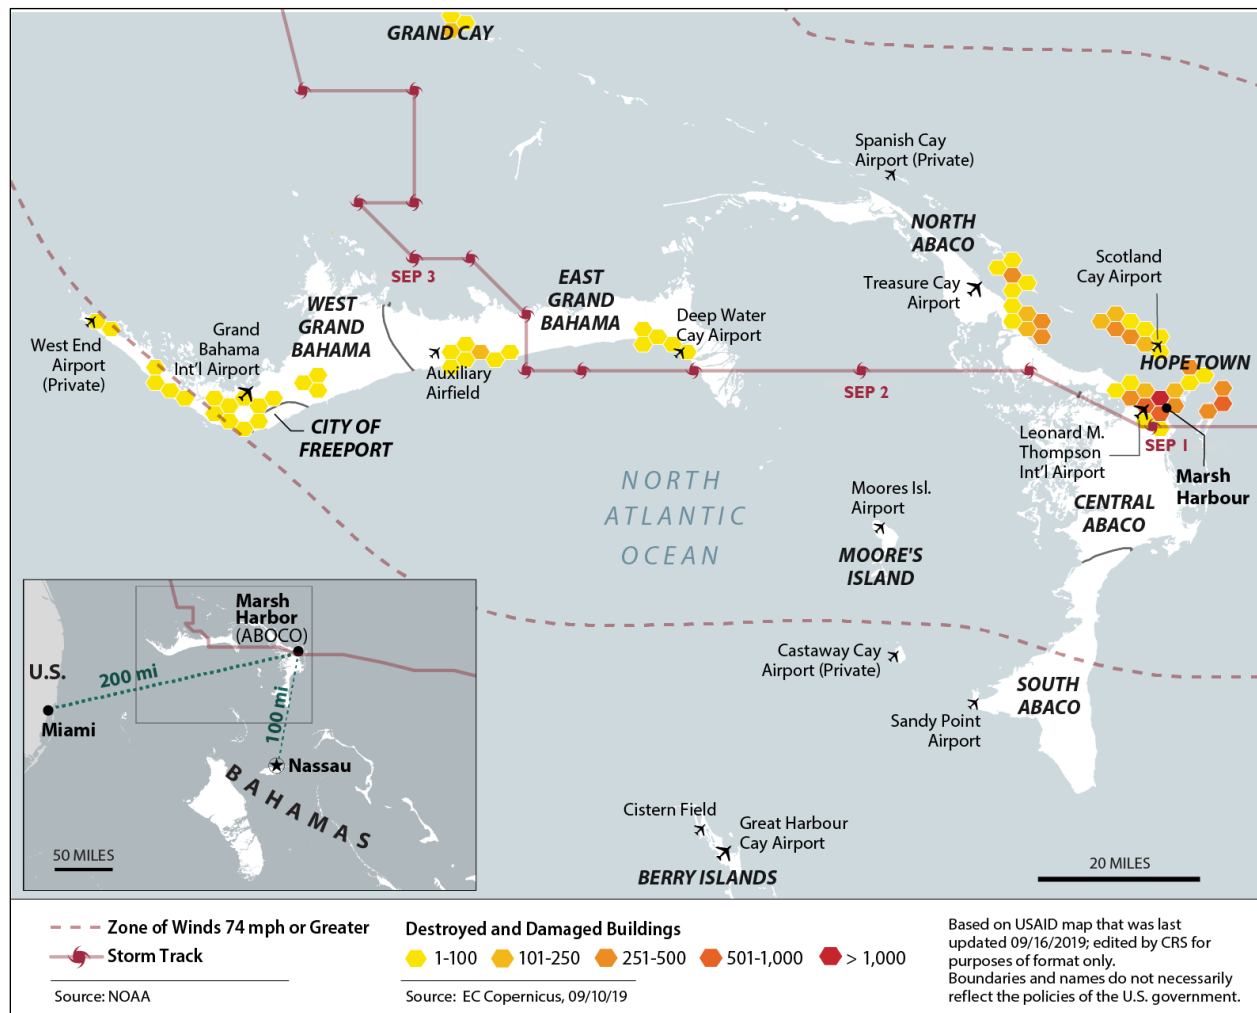 GRAND CAY
Spanish Cay
Airport (Private)
NORTH
ABACO
Scotland
Cay Airport
SEP 3
EAST
GRAND
BAHAMA
Treasure Cay
Airport
WEST
GRAND
BAHAMA
Deep Water
Cay Airport
West End
Airport
(Private)
Grand
Bahama
Int'l Airport
Auxiliary
Airfield
HOPE TOWN
SEP 2
CITY OF
FREEPORT
Leonard M.
Thompson
Int'l Airport
SEP 1
Marsh
Harbour
NORTH
ATLANTIC
OCEAN
Moores Isl.
Airport
MOORE'S
ISLAND
CENTRAL
ABACO
Marsh
Harbor
(ABOCO)
U.S.
200 mi
100 mi
Miami
Nassau
BAHAMAS
50 MILES
Castaway Cay
Airport (Private)
SOUTH
ABACO
Sandy Point
Airport
Cistern Field
Great Harbour
Cay Airport
BERRY ISLANDS
20 MILES
Zone of Winds 74 mph or Greater
Storm Track
Source: NOAA
Destroyed and Damaged Buildings
1-100 101-250 251-500 501-1,000 > 1,000
Source: EC Copernicus, 09/10/19
Based on USAID map that was last
updated 09/16/2019; edited by CRS for
purposes of format only.
Boundaries and names do not necessarily
reflect the policies of the U.S. government.